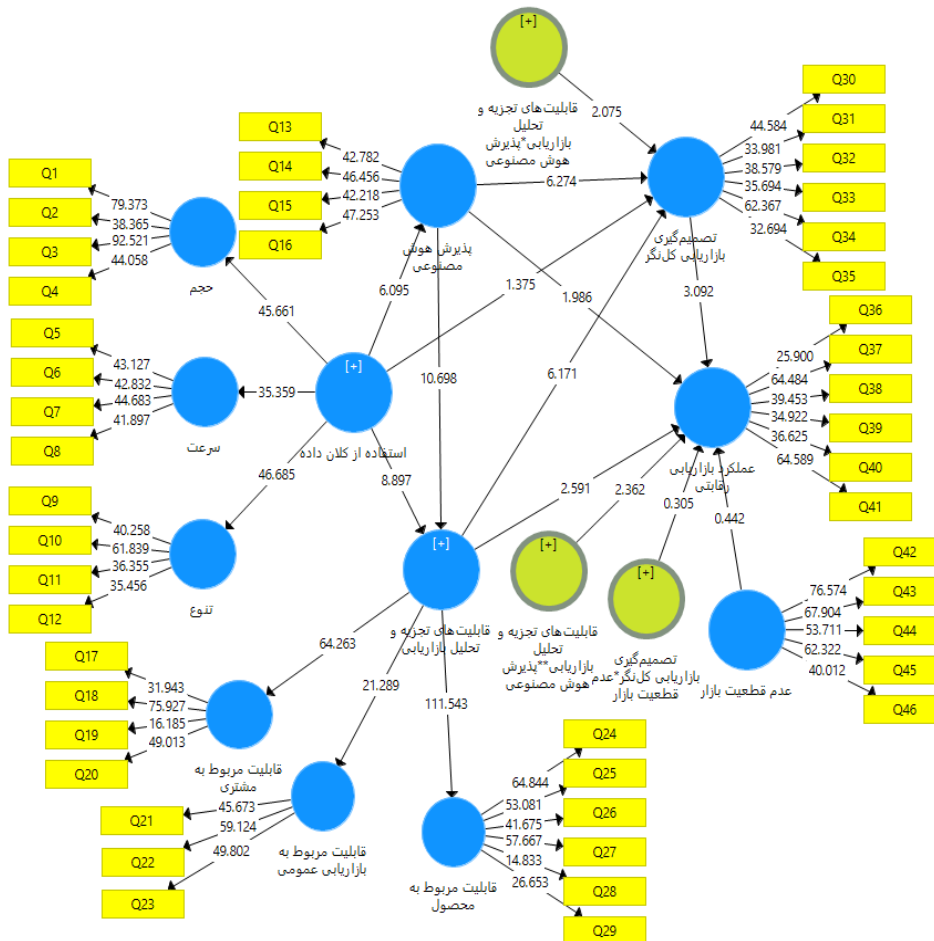 [+]
قابلیت‌های تجزیه و
تحلیل
بازاریابی*پذیرش
هوش مصنوعی
2.075
Q13
Q14
Q15
Q16
42.782
46.456
42.218
47.253
پذیرش هوش
مصنوعی
6.274
Q30
Q31
Q32
Q33
Q34
Q35
44.584
33.981
38.579
35.694
62.367
32.694
تصمیم‌گیری
بازاریابی کل‌نگر
Q1
Q2
Q3
Q4
79.373
38.365
92.521
44.058
حجم
45.661
6.095
1.375
1.986
3.092
Q5
Q6
Q7
Q8
43.127
42.832
44.683
41.897
سرعت
35.359
[+]
استفاده از کلان داده
10.698
6.171
Q36
Q37
Q38
Q39
Q40
Q41
25.900
64.484
39.453
34.922
36.625
64.589
عملکرد بازاریابی
رقابتی
46.685
8.897
2.591
2.362
0.305
0.442
Q9
Q10
Q11
Q12
40.258
61.839
36.355
35.456
تنوع
[+]
قابلیت‌های تجزیه و
تحلیل بازاریابی
[+]
قابلیت‌های تجزیه و
تحلیل
بازاریابی**پذیرش
هوش مصنوعی
[+]
تصمیم‌گیری
بازاریابی کل‌نگر*عدم
قطعیت بازار
عدم قطعیت بازار
Q42
Q43
Q44
Q45
Q46
76.574
67.904
53.711
62.322
40.012
64.263
21.289
111.543
Q17
Q18
Q19
Q20
31.943
75.927
16.185
49.013
قابلیت مربوط به
مشتری
Q21
Q22
Q23
45.673
59.124
49.802
قابلیت مربوط به
بازاریابی عمومی
Q24
Q25
Q26
Q27
Q28
Q29
64.844
53.081
41.675
57.667
14.833
26.653
قابلیت مربوط به
محصول